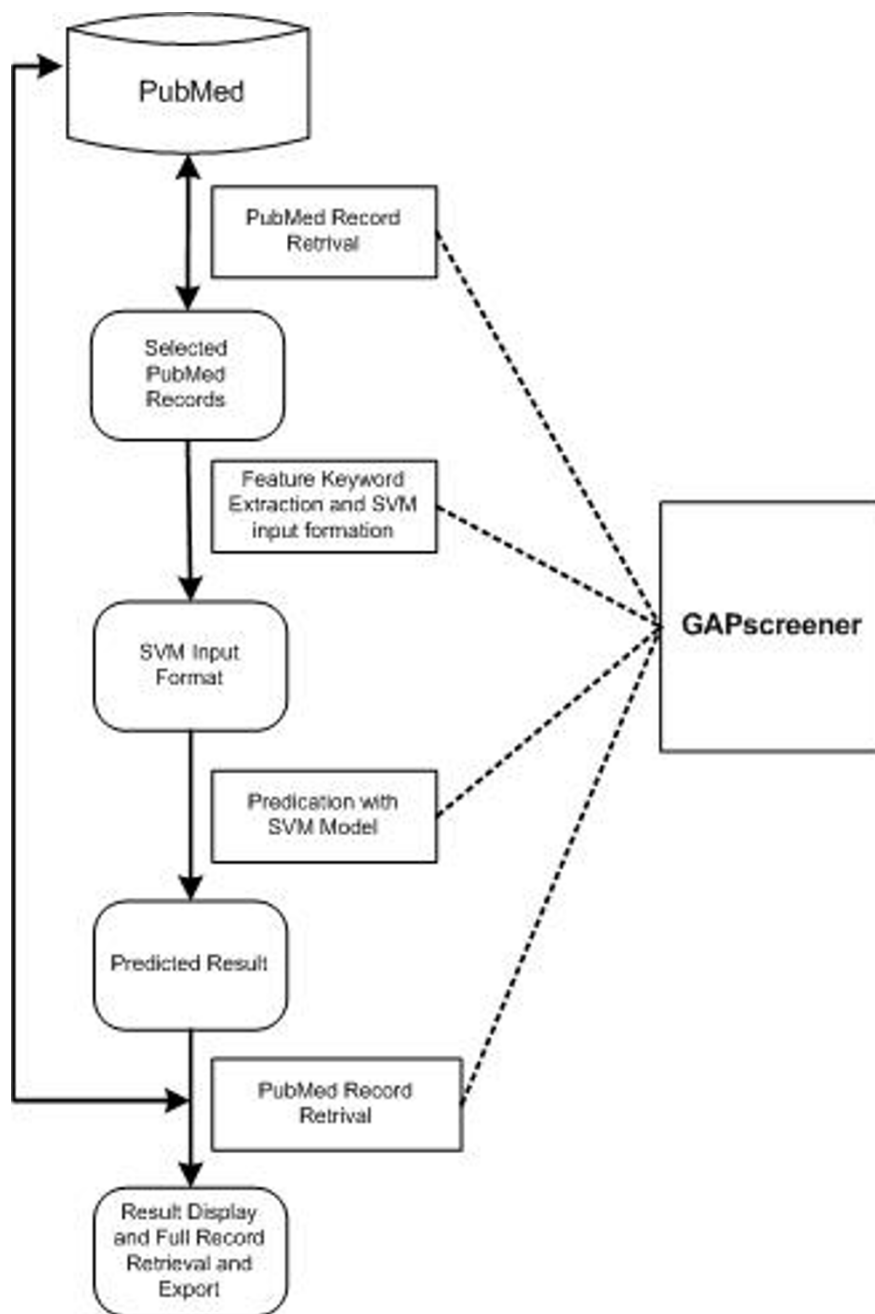 PubMed
PubMed Record
Retrival
Selected
PubMed
Records
Feature Keyword
Extraction and SVM
input formation
GAPscreener
SVM Input
Format
Predication with
SVM Model
Predicted Result
PubMed Record
Retrival
Result Display
and Full Record
Retrieval and
Export